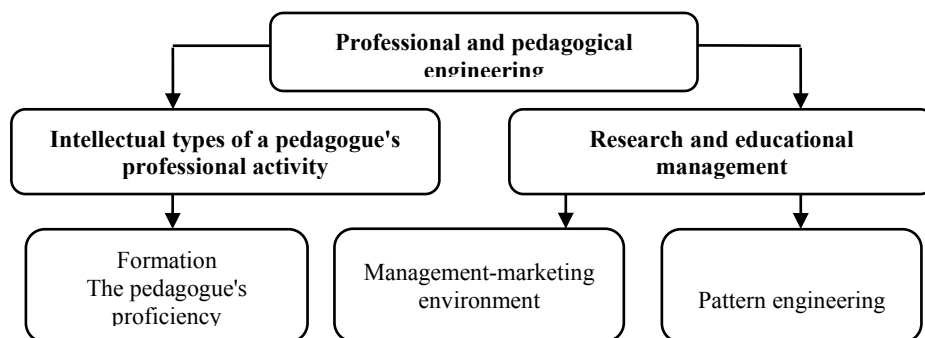 Professional and pedagogical
engineering
Intellectual types of a pedagogue's
professional activity
Research and educational
management
Formation
The pedagogue's
proficiency
Management-marketing
environment
Pattern engineering